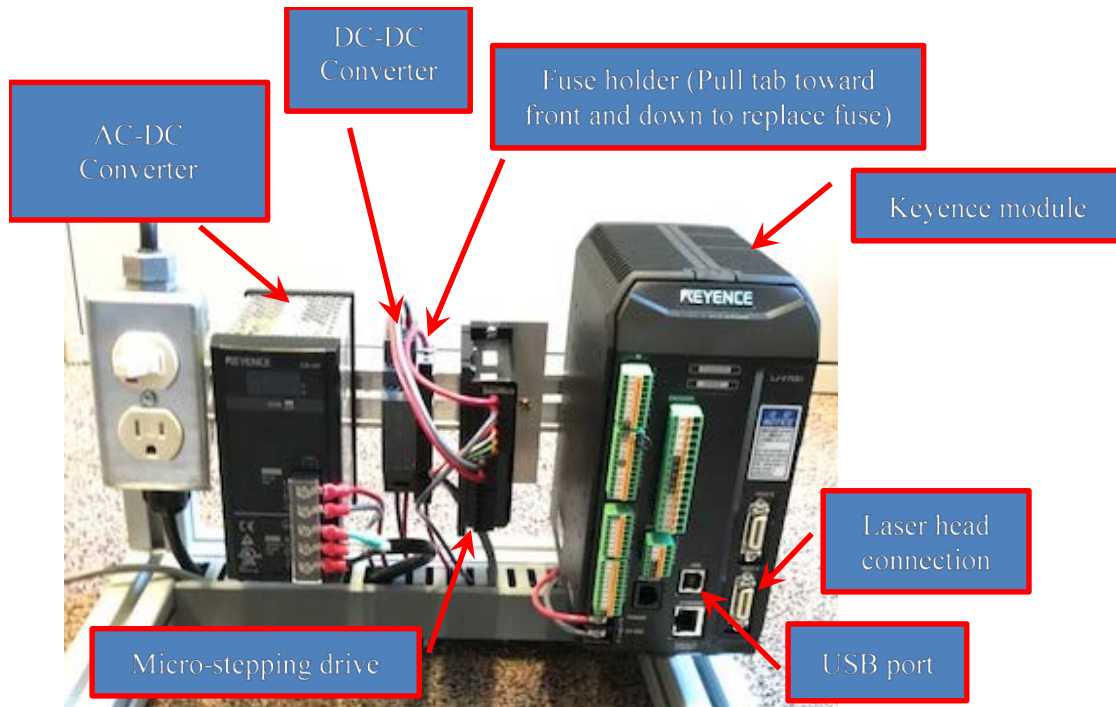 DC-DC
Converter
Fuse holder (Pull tab toward
front and down to replace fuse)
AC-DC
Converter
Keyence module
KEYENCE
KEYENCE
NOTICE
Laser head
connection
Micro-stepping drive
USB port